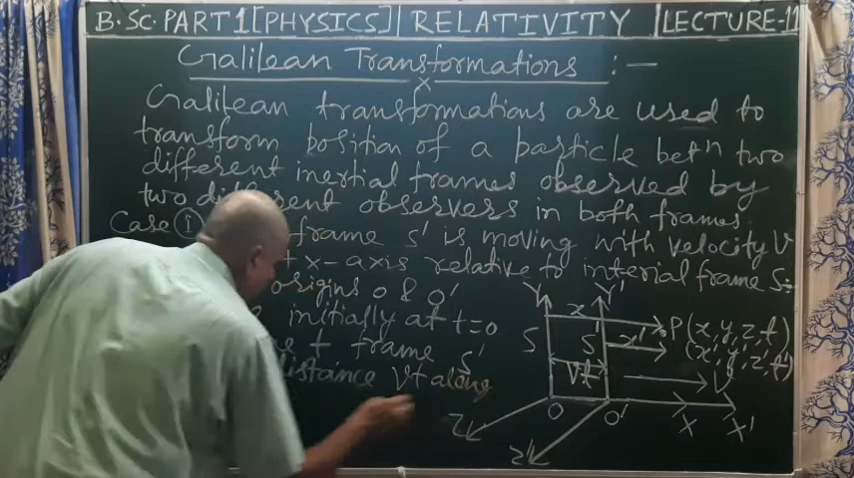 B.SC. PART 1 [PHYSICS] | RELATIVITY | LECTURE-11
Galilean Transformations :—
Galilean transformations are used to
transform position of a particle betn two
different inertial frames observed by
two different observers in both frames
Case ① frame S' is moving with velocity V
+x-axis relative to interial frame S:-
origins O & O'
initially at t=0
t frame S'
distance Vt along
Y Y'
x
S S' x' P(x,y,z,t)
(x',y',z',t')
Vt V
O O' X X'
Z
Z'